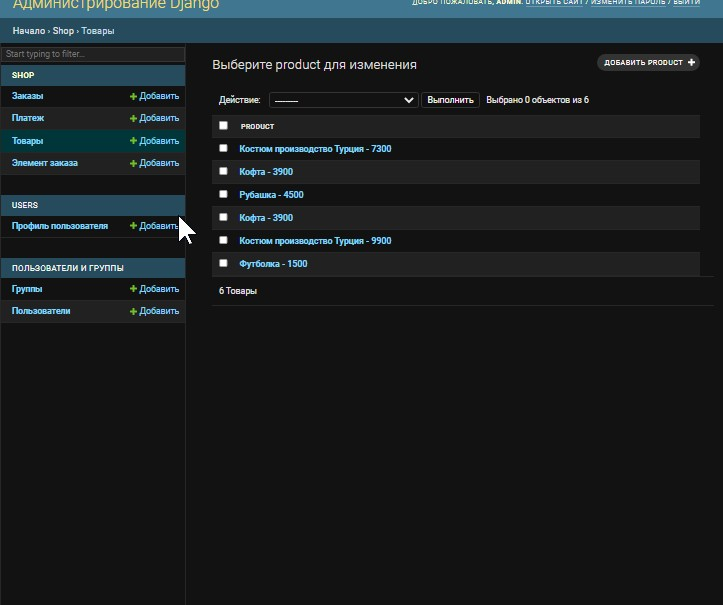 Администрирование Django
ДОБРО ПОЖАЛОВАТЬ, ADMIN. ОТКРЫТЬ САЙТ / ИЗМЕНИТЬ ПАРОЛЬ / ВЫЙТИ
Начало › Shop › Товары
Start typing to filter...
SHOP
Заказы + Добавить
Платеж + Добавить
Товары + Добавить
Элемент заказа + Добавить
USERS
Профиль пользователя + Добавить
ПОЛЬЗОВАТЕЛИ И ГРУППЫ
Группы + Добавить
Пользователи + Добавить
Выберите product для изменения
ДОБАВИТЬ PRODUCT +
Действие: --------- Выполнить Выбрано 0 объектов из 6
PRODUCT
Костюм производство Турция - 7300
Кофта - 3900
Рубашка - 4500
Кофта - 3900
Костюм производство Турция - 9900
Футболка - 1500
6 Товары